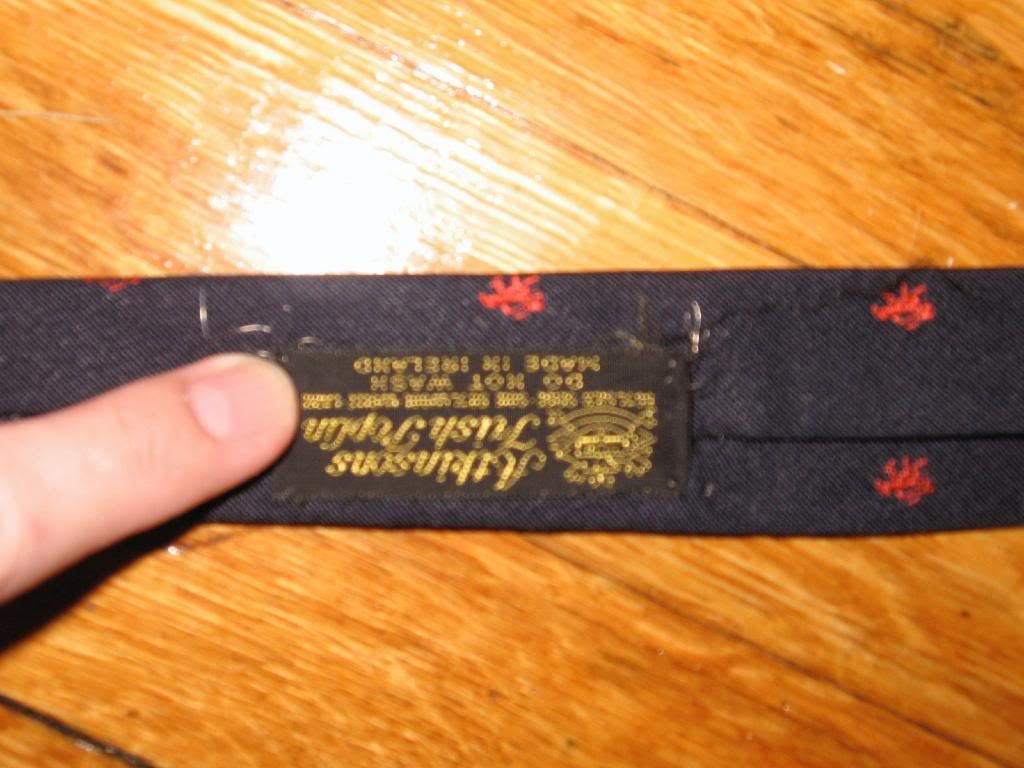 Atkinsons
Irish Poplin
DO NOT WASH
MADE IN IRELAND